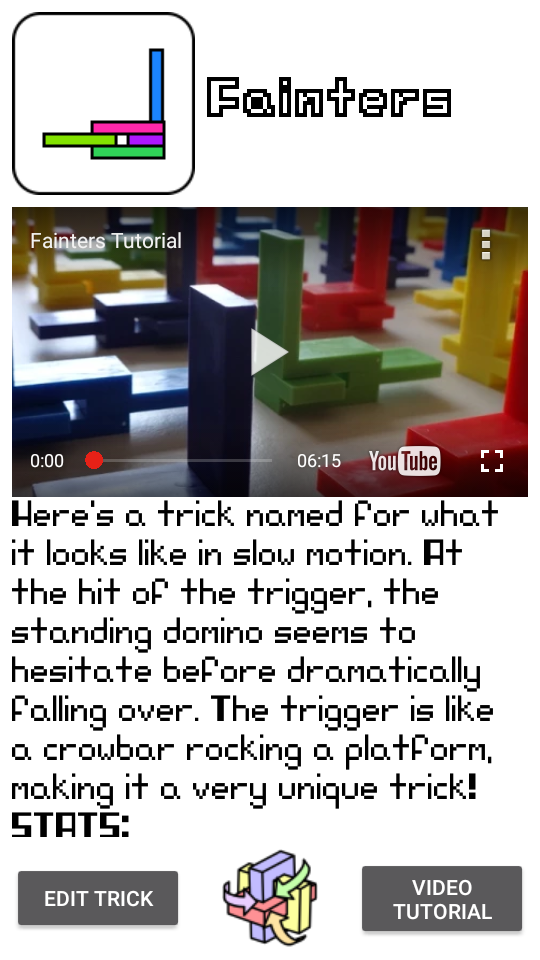 Fainters
Fainters Tutorial
0:00
06:15
YouTube
Here's a trick named for what
it looks like in slow motion. At
the hit of the trigger, the
standing domino seems to
hesitate before dramatically
falling over. The trigger is like
a crowbar rocking a platform,
making it a very unique trick!
STATS:
EDIT TRICK
VIDEO
TUTORIAL